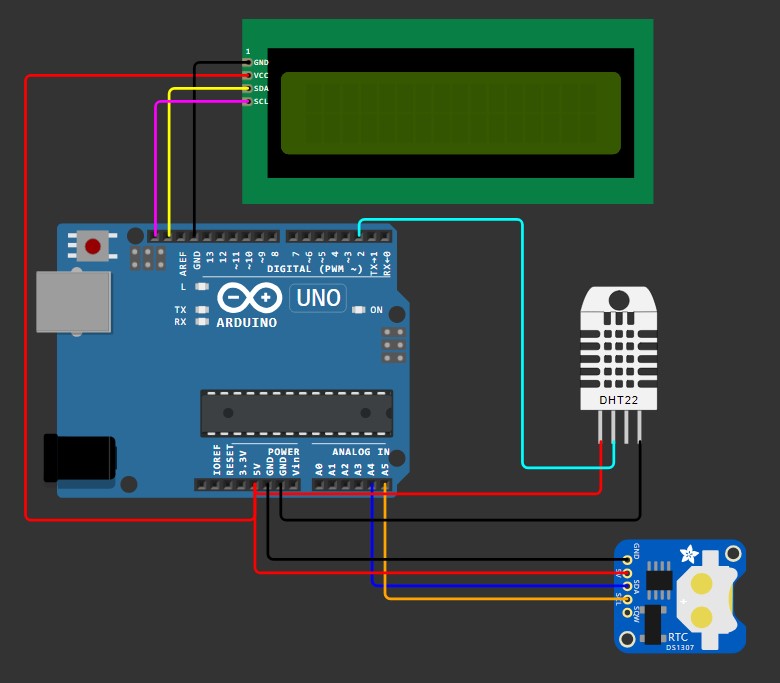 1
GND
VCC
SDA
SCL
AREF
GND
13
12
~11
~10
~9
8
7
~6
~5
4
~3
2
TX→1
RX←0
DIGITAL (PWM ~)
L
TX
RX
UNO
ARDUINO
ON
DHT22
POWER
ANALOG IN
IOREF
RESET
3.3V
5V
GND
GND
Vin
A0
A1
A2
A3
A4
A5
GND
5V
SDA
SCL
SQW
RTC
DS1307